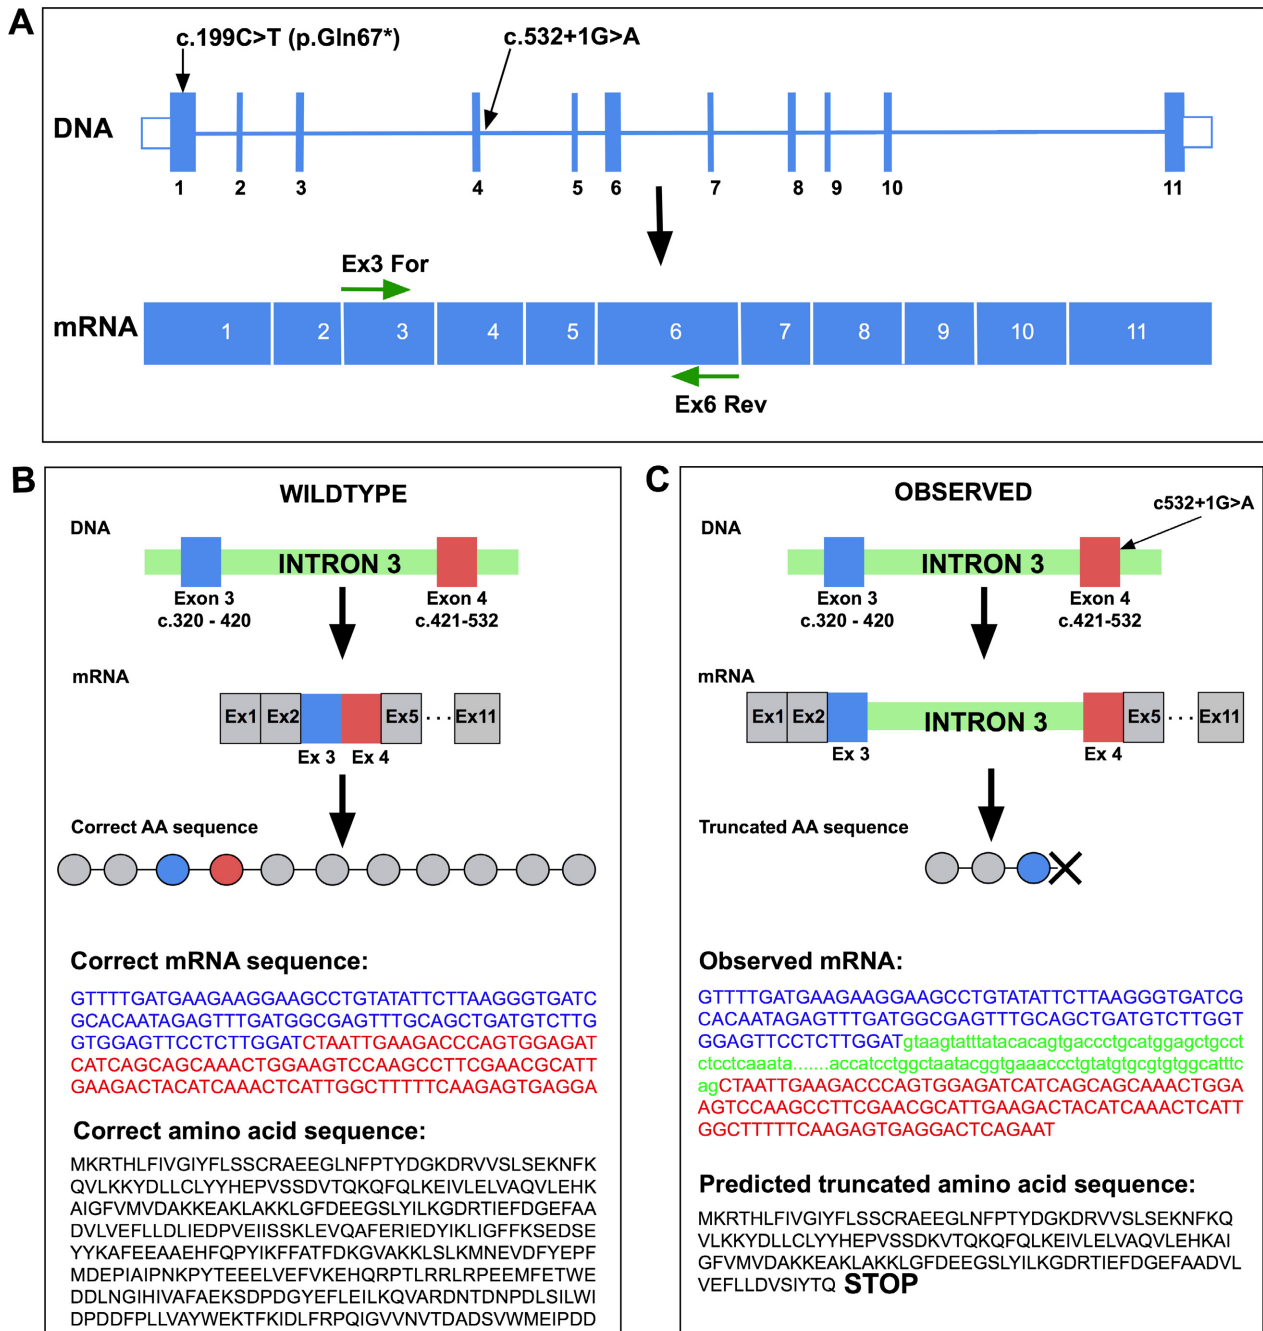 A
c.199C>T (p.Gln67*)
c.532+1G>A
DNA
1 2 3 4 5 6 7 8 9 10 11
Ex3 For
mRNA
1 2 3 4 5 6 7 8 9 10 11
Ex6 Rev
B
WILDTYPE
DNA
INTRON 3
Exon 3
c.320 - 420
Exon 4
c.421-532
mRNA
Ex1 Ex2 Ex5 ... Ex11
Ex 3 Ex 4
Correct AA sequence
Correct mRNA sequence:
GTTTTGATGAAGAAGGAAGCCTGTATATTCTTAAGGGTGATC
GCACAATAGAGTTTGATGGCGAGTTTGCAGCTGATGTCTTG
GTGGAGTTCCTCTTGGATCTAATTGAAGACCCAGTGGAGAT
CATCAGCAGCAAACTGGAAGTCCAAGCCTTCGAACGCATT
GAAGACTACATCAAACTCATTGGCTTTTTCAAGAGTGAGGA
Correct amino acid sequence:
MKRTHLFIVGIYFLSSCRAEEGLNFPTYDGKDRVVSLSEKNFK
QVLKKYDLLCLYYHEPVSSDVTQKQFQLKEIVLELVAQVLEHK
AIGFVMVDAKKEAKLAKKLGFDEEGSLYILKGDRTIEFDGEFAA
DVLVEFLLDLIEDPVEIISSKLEVQAFERIEDYIKLIGFFKSEDSE
YYKAFEEAAEHFQPYIKFFATFDKGVAKKLSLKMNEVDFYEPF
MDEPIAIPNKPYTEEELVEFVKEHQRPTLRRLRPEEMFETWE
DDLNGIHIVAFAEKSDPDGYEFLEILKQVARDNTDNPDLSILWI
DPDDFPLLVAYWEKTFKIDLFRPQIGVVNVTDADSVWMEIPDD
C
OBSERVED
c532+1G>A
DNA
INTRON 3
Exon 3
c.320 - 420
Exon 4
c.421-532
mRNA
Ex1 Ex2 INTRON 3 Ex5 ... Ex11
Ex 3 Ex 4
Truncated AA sequence
Observed mRNA:
GTTTTGATGAAGAAGGAAGCCTGTATATTCTTAAGGGTGATCG
CACAATAGAGTTTGATGGCGAGTTTGCAGCTGATGTCTTGGT
GGAGTTCCTCTTGGATgtaagtatttatacacagtgaccctgcatggagctgcct
ctcctcaaata.......accatcctggctaatacggtgaaaccctgtatgtgcgtgtggcatttc
agCTAATTGAAGACCCAGTGGAGATCATCAGCAGCAAACTGGA
AGTCCAAGCCTTCGAACGCATTGAAGACTACATCAAACTCATT
GGCTTTTTCAAGAGTGAGGACTCAGAAT
Predicted truncated amino acid sequence:
MKRTHLFIVGIYFLSSCRAEEGLNFPTYDGKDRVVSLSEKNFKQ
VLKKYDLLCLYYHEPVSSDKVTQKQFQLKEIVLELVAQVLEHKAI
GFVMVDAKKEAKLAKKLGFDEEGSLYILKGDRTIEFDGEFAADVL
VEFLLDVSIYTQ STOP